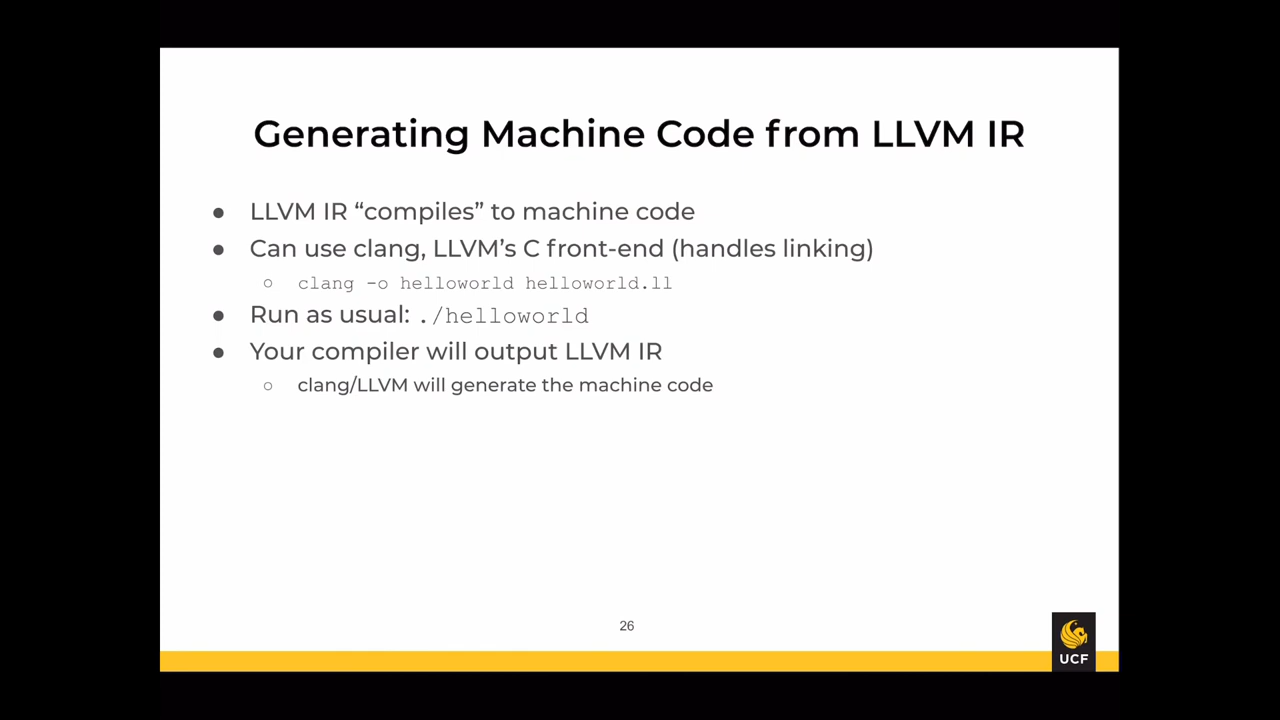 Generating Machine Code from LLVM IR
● LLVM IR “compiles” to machine code
● Can use clang, LLVM’s C front-end (handles linking)
○ clang -o helloworld helloworld.ll
● Run as usual: ./helloworld
● Your compiler will output LLVM IR
○ clang/LLVM will generate the machine code
26
UCF